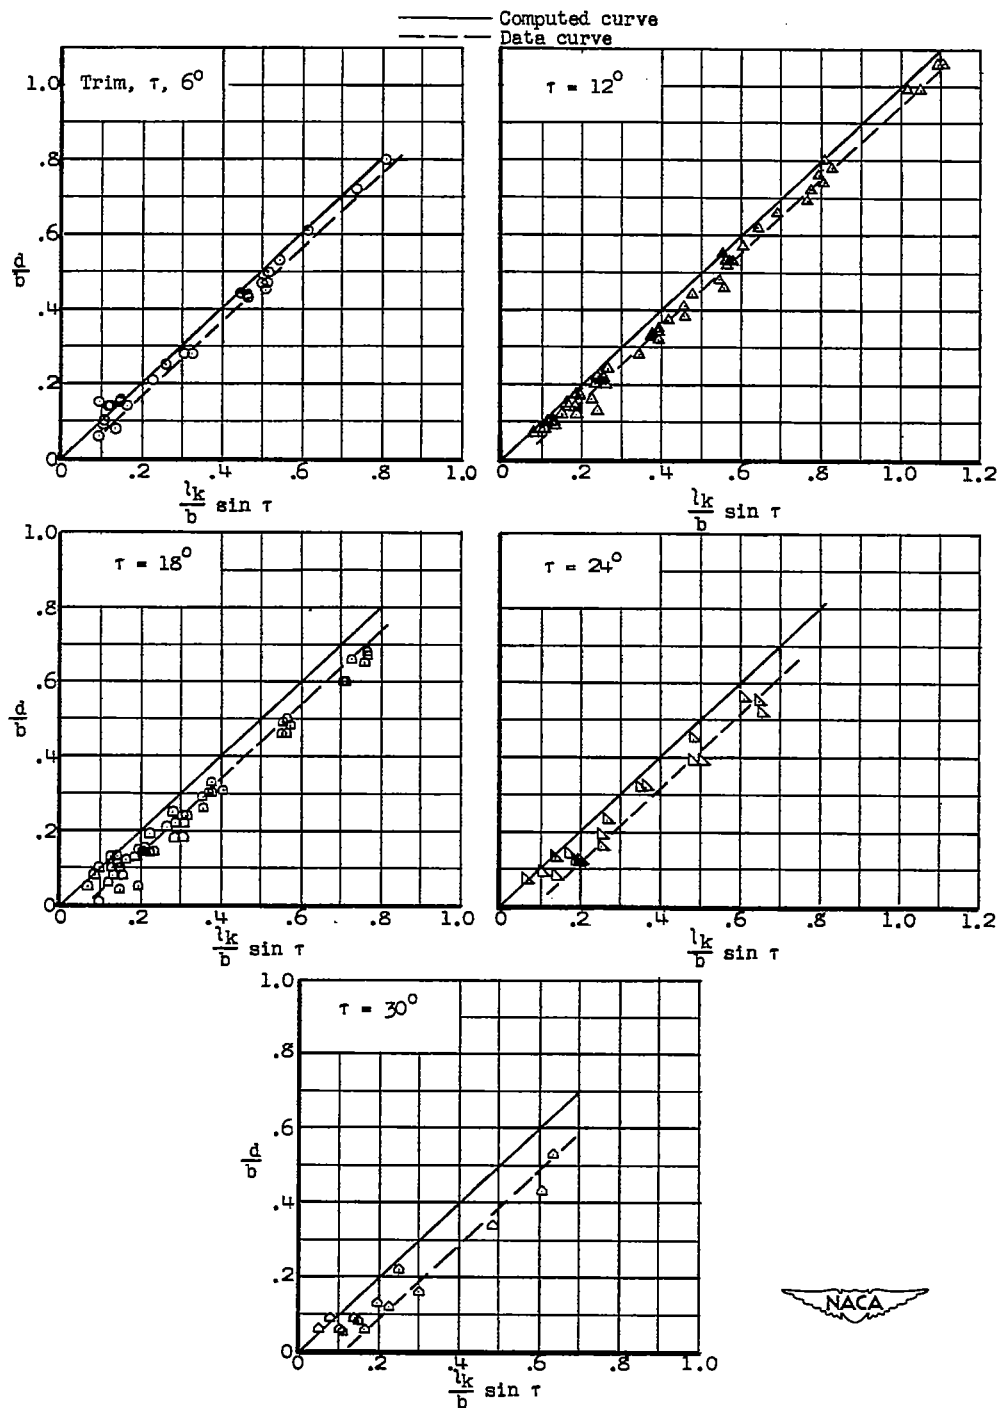 Computed curve
Data curve
Trim, τ, 6°
1.0
.8
.6
d/b
.4
.2
0
0 .2 .4 .6 .8 1.0
l_k/b sin τ
τ = 12°
0 .2 .4 .6 .8 1.0 1.2
l_k/b sin τ
1.0
τ = 18°
.8
.6
d/b
.4
.2
0
0 .2 .4 .6 .8 1.0
l_k/b sin τ
τ = 24°
0 .2 .4 .6 .8 1.0 1.2
l_k/b sin τ
1.0
τ = 30°
.8
.6
d/b
.4
.2
0
0 .2 .4 .6 .8 1.0
l_k/b sin τ
NACA